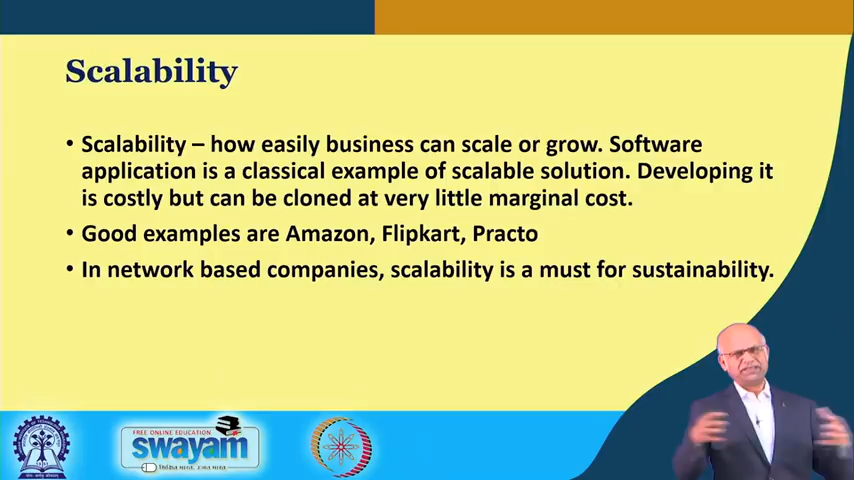 Scalability
• Scalability – how easily business can scale or grow. Software
application is a classical example of scalable solution. Developing it
is costly but can be cloned at very little marginal cost.
• Good examples are Amazon, Flipkart, Practo
• In network based companies, scalability is a must for sustainability.
FREE ONLINE EDUCATION
swayam